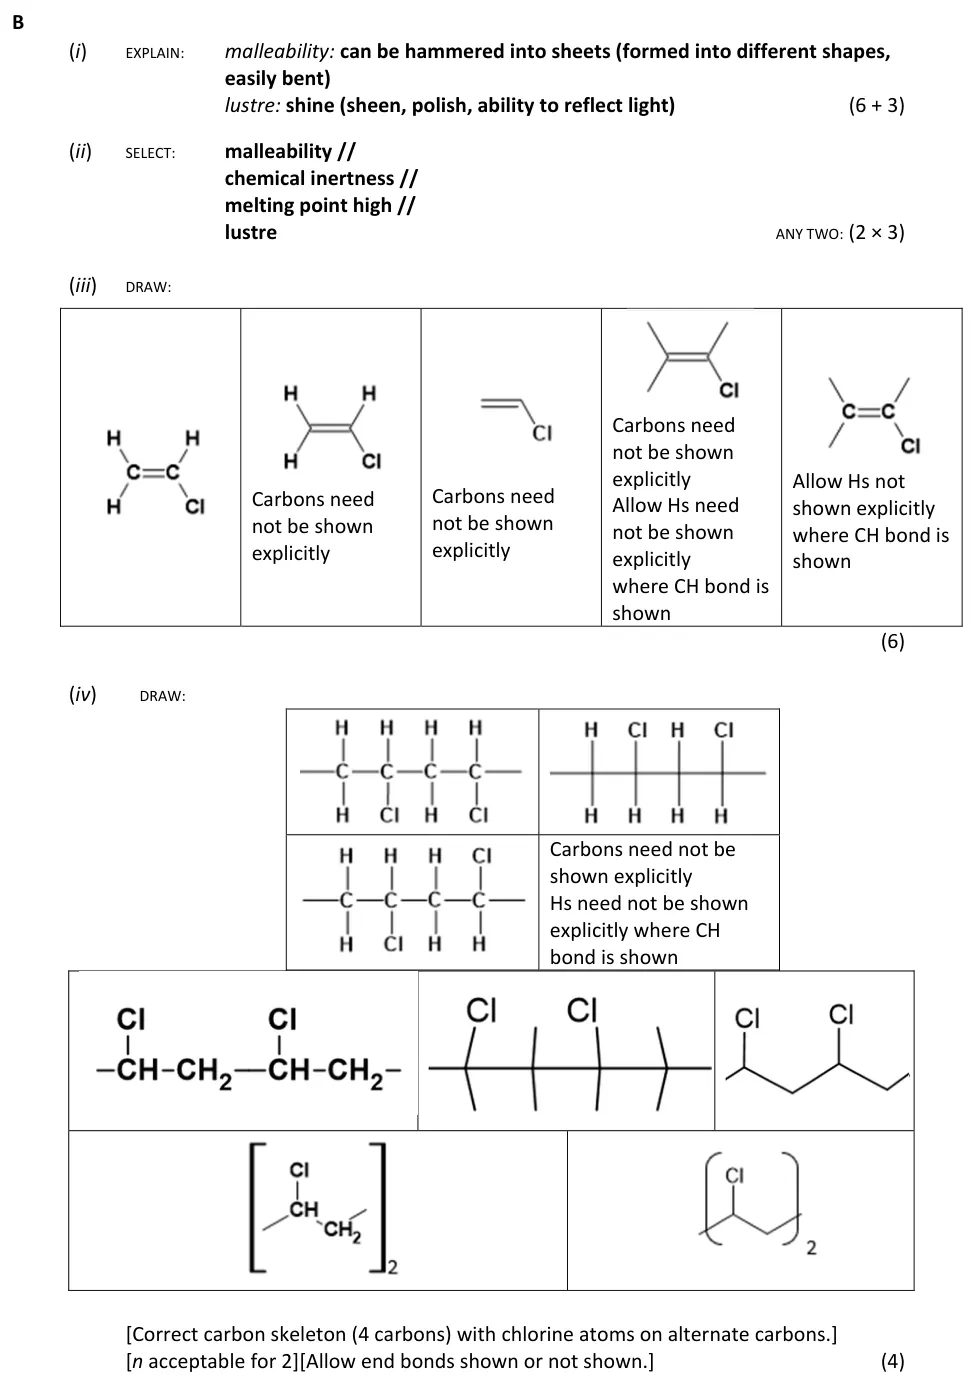 B
(i) EXPLAIN: malleability: can be hammered into sheets (formed into different shapes,
easily bent)
lustre: shine (sheen, polish, ability to reflect light) (6 + 3)
(ii) SELECT: malleability //
chemical inertness //
melting point high //
lustre ANY TWO: (2 × 3)
(iii) DRAW:
H H
C=C
H Cl
H H
H Cl
Carbons need
not be shown
explicitly
Cl
Carbons need
not be shown
explicitly
Cl
Carbons need
not be shown
explicitly
Allow Hs need
not be shown
explicitly
where CH bond is
shown
C=C
Cl
Allow Hs not
shown explicitly
where CH bond is
shown
(6)
(iv) DRAW:
H H H H
—C—C—C—C—
H Cl H Cl
H Cl H Cl
H H H H
H H H Cl
—C—C—C—C—
H Cl H H
Carbons need not be
shown explicitly
Hs need not be shown
explicitly where CH
bond is shown
Cl Cl
–CH–CH2—CH–CH2–
Cl Cl
Cl Cl
Cl
CH
CH2
2
Cl
2
[Correct carbon skeleton (4 carbons) with chlorine atoms on alternate carbons.]
[n acceptable for 2][Allow end bonds shown or not shown.] (4)